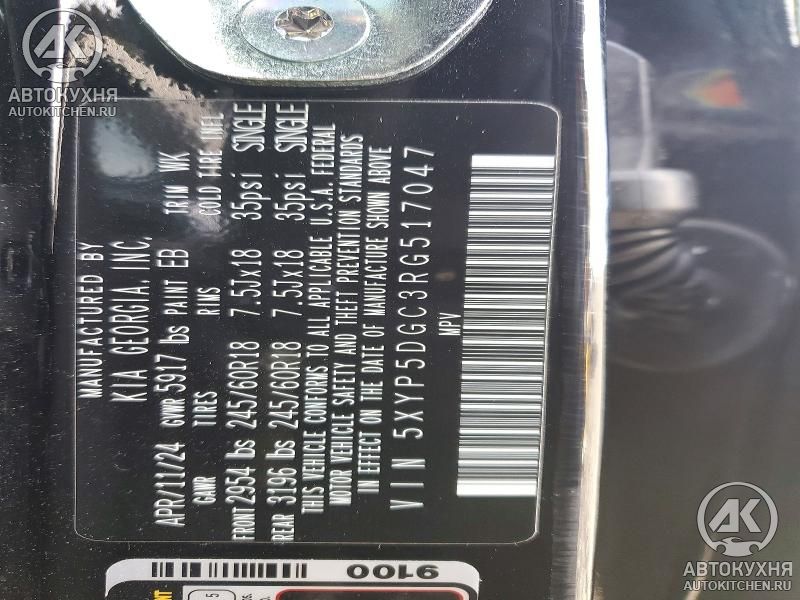 MANUFACTURED BY
KIA GEORGIA, INC.
APR/11/24 GVWR 5917 lbs PAINT EB TRIM WK
GAWR TIRES RIMS COLD TIRE INFL
FRONT 2954 lbs 245/60R18 7.5Jx18 35psi SINGLE
REAR 3196 lbs 245/60R18 7.5Jx18 35psi SINGLE
THIS VEHICLE CONFORMS TO ALL APPLICABLE U.S.A. FEDERAL
MOTOR VEHICLE SAFETY AND THEFT PREVENTION STANDARDS
IN EFFECT ON THE DATE OF MANUFACTURE SHOWN ABOVE
VIN 5XYP5DGC3RG517047
MPV
9100
5
AK
АВТОКУХНЯ
AUTOKITCHEN.RU
AK
АВТОКУХНЯ
AUTOKITCHEN.RU